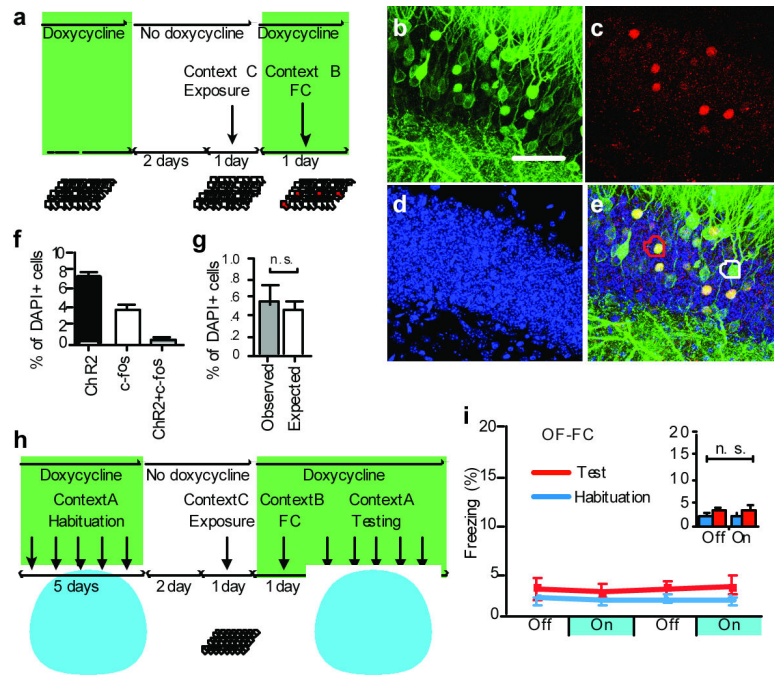 a
Doxycycline No doxycycline Doxycycline
Context C Context B
Exposure FC
2 days 1 day 1 day
b
c
d
e
f
% of DAPI+ cells
10
8
6
4
2
0
ChR2
c-fos
ChR2+c-foS
g
% of DAPI+ cells
1.0
.8
.6
.4
.2
0
n. s.
Observed
Expected
h
Doxycycline No doxycycline Doxycycline
ContextA ContextC ContextB ContextA
Habituation Exposure FC Testing
5 days 2 day 1 day 1 day
i
Freezing (%)
20
15
10
5
0
OF-FC
Test
Habituation
Off On Off On
20
15
10
5
0
n. s.
Off On